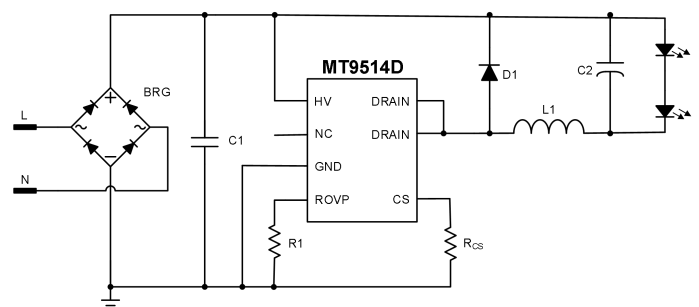 MT9514D
BRG
L
N
C1
HV
NC
GND
ROVP
DRAIN
DRAIN
CS
R1
RCS
D1
L1
C2